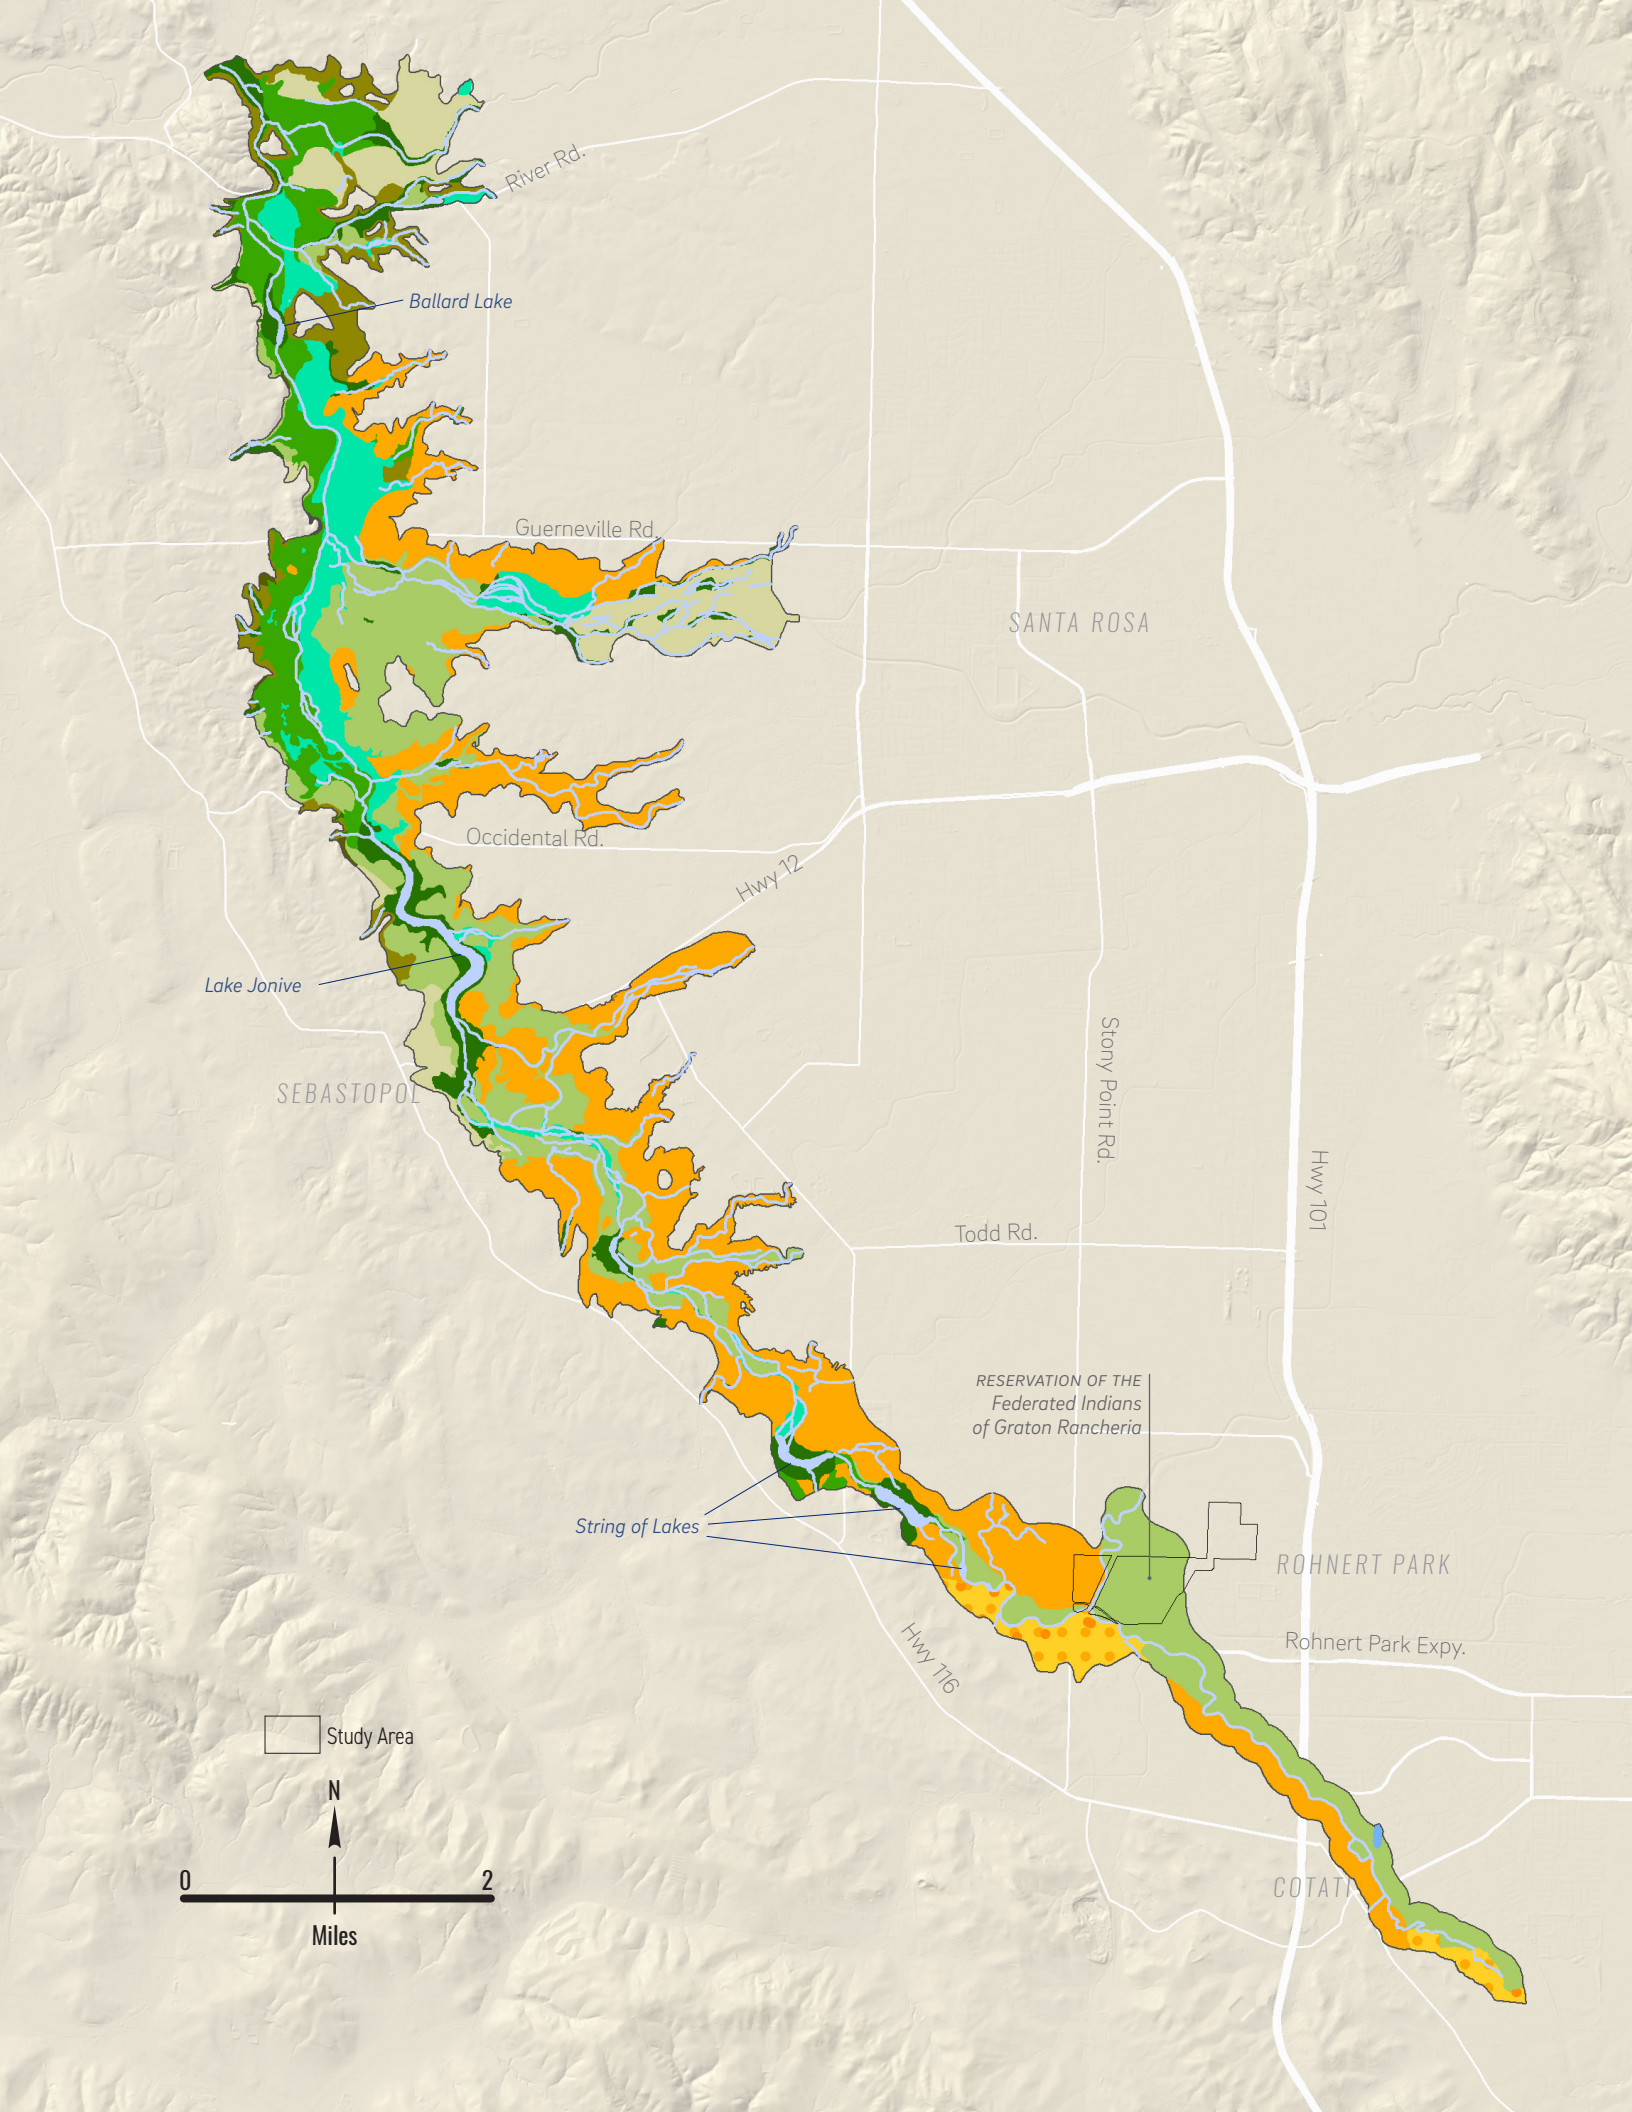 River Rd.
Ballard Lake
Guerneville Rd.
SANTA ROSA
Occidental Rd.
Hwy 12
Lake Jonive
SEBASTOPOL
Stony Point Rd.
Hwy 101
Todd Rd.
RESERVATION OF THE
Federated Indians
of Graton Rancheria
String of Lakes
ROHNERT PARK
Rohnert Park Expy.
Hwy 116
Study Area
N
0 2
Miles
COTATI